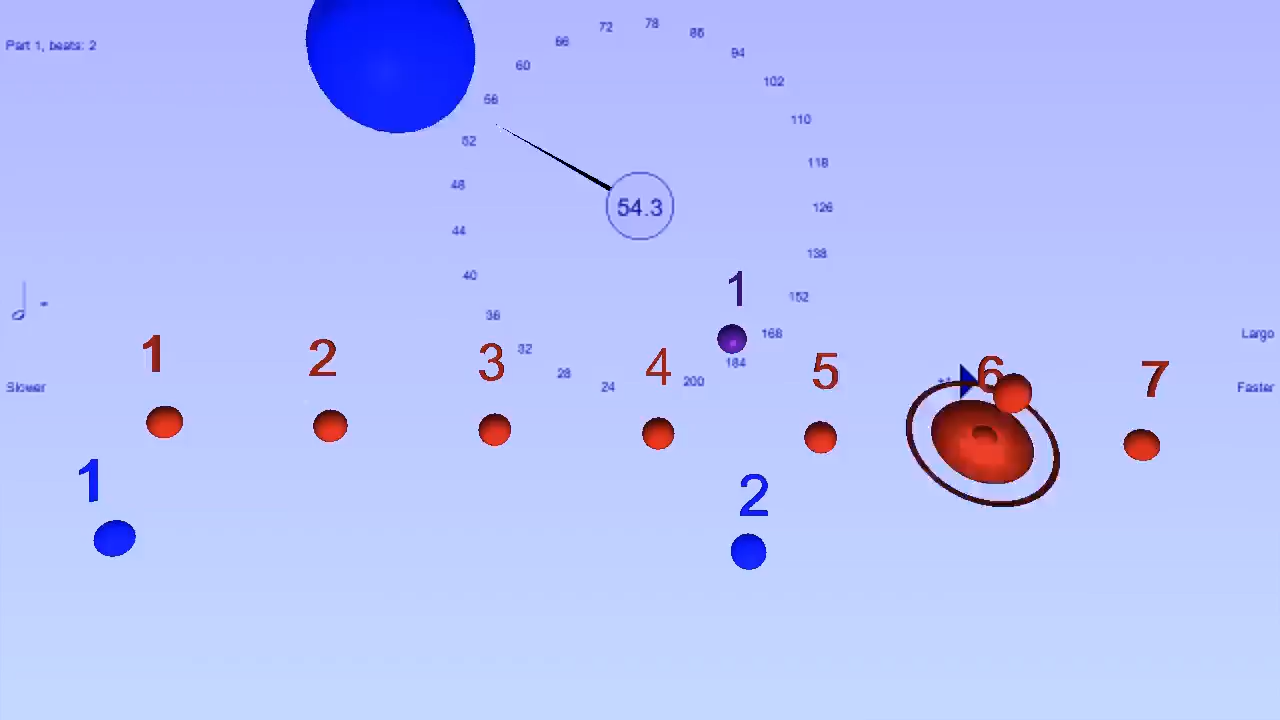 Part 1, beats: 2
72 78 86
66 94
60 102
56 110
52 118
48 126
54.3
44 138
40 152
36 168
32 184
28 24 200
Largo
Slower
Faster
1
1 2 3 4 5 6 7
1 2